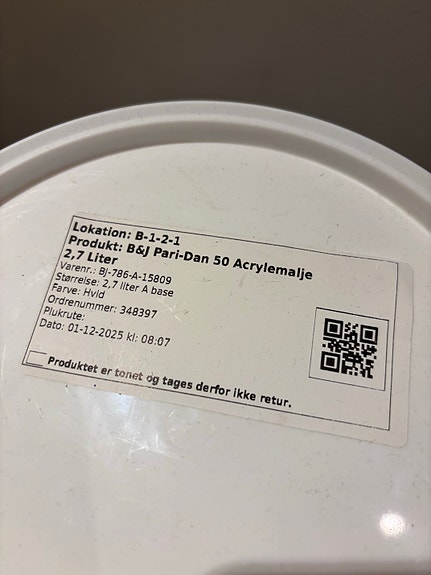 Lokation: B-1-2-1
Produkt: B&J Pari-Dan 50 Acrylemalje
2,7 Liter
Varenr.: BJ-786-A-15809
Størrelse: 2,7 liter A base
Farve: Hvid
Ordrenummer: 348397
Plukrute:
Dato: 01-12-2025 kl: 08:07
Produktet er tonet og tages derfor ikke retur.